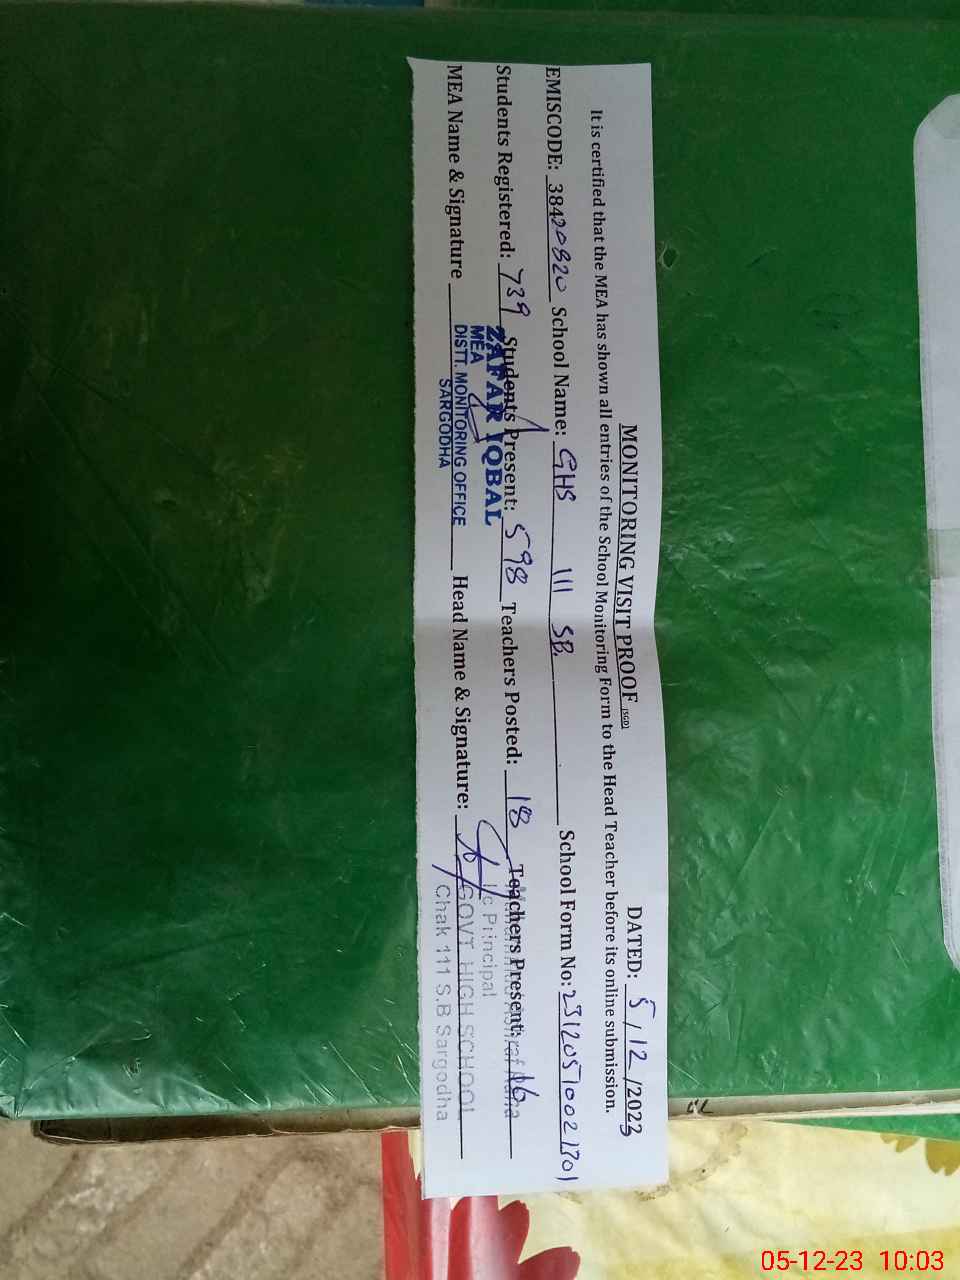 MONITORING VISIT PROOF (SGD) DATED: 5/12/2023
It is certified that the MEA has shown all entries of the School Monitoring Form to the Head Teacher before its online submission.
EMISCODE: 38420820 School Name: GHS 111 SB. School Form No: 23120510021701
Students Registered: 739 Students Present: 598 Teachers Posted: 18 Teachers Present: 16
MEA Name & Signature Head Name & Signature:
ZAFAR IQBAL
MEA
DISTT. MONITORING OFFICE
SARGODHA
I/c Principal
GOVT HIGH SCHOOL
Chak 111 S.B Sargodha
05-12-23 10:03